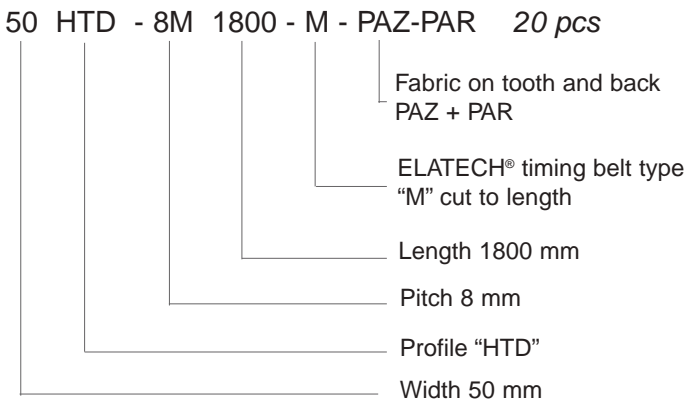 50 HTD - 8M 1800 - M - PAZ-PAR 20 pcs
Fabric on tooth and back
PAZ + PAR
ELATECH® timing belt type
“M” cut to length
Length 1800 mm
Pitch 8 mm
Profile “HTD”
Width 50 mm